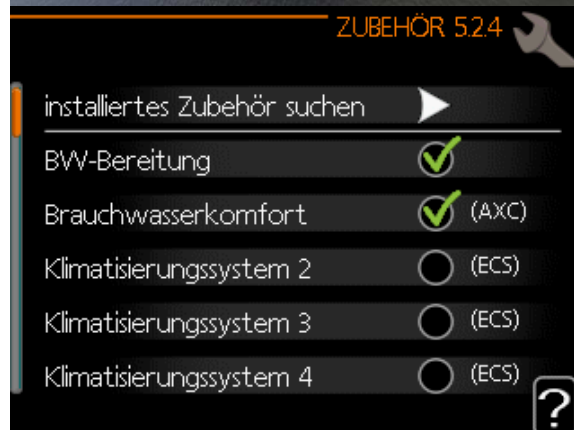 ZUBEHÖR 5.2.4
installiertes Zubehör suchen
BW-Bereitung
Brauchwasserkomfort (AXC)
Klimatisierungssystem 2 (ECS)
Klimatisierungssystem 3 (ECS)
Klimatisierungssystem 4 (ECS)
?